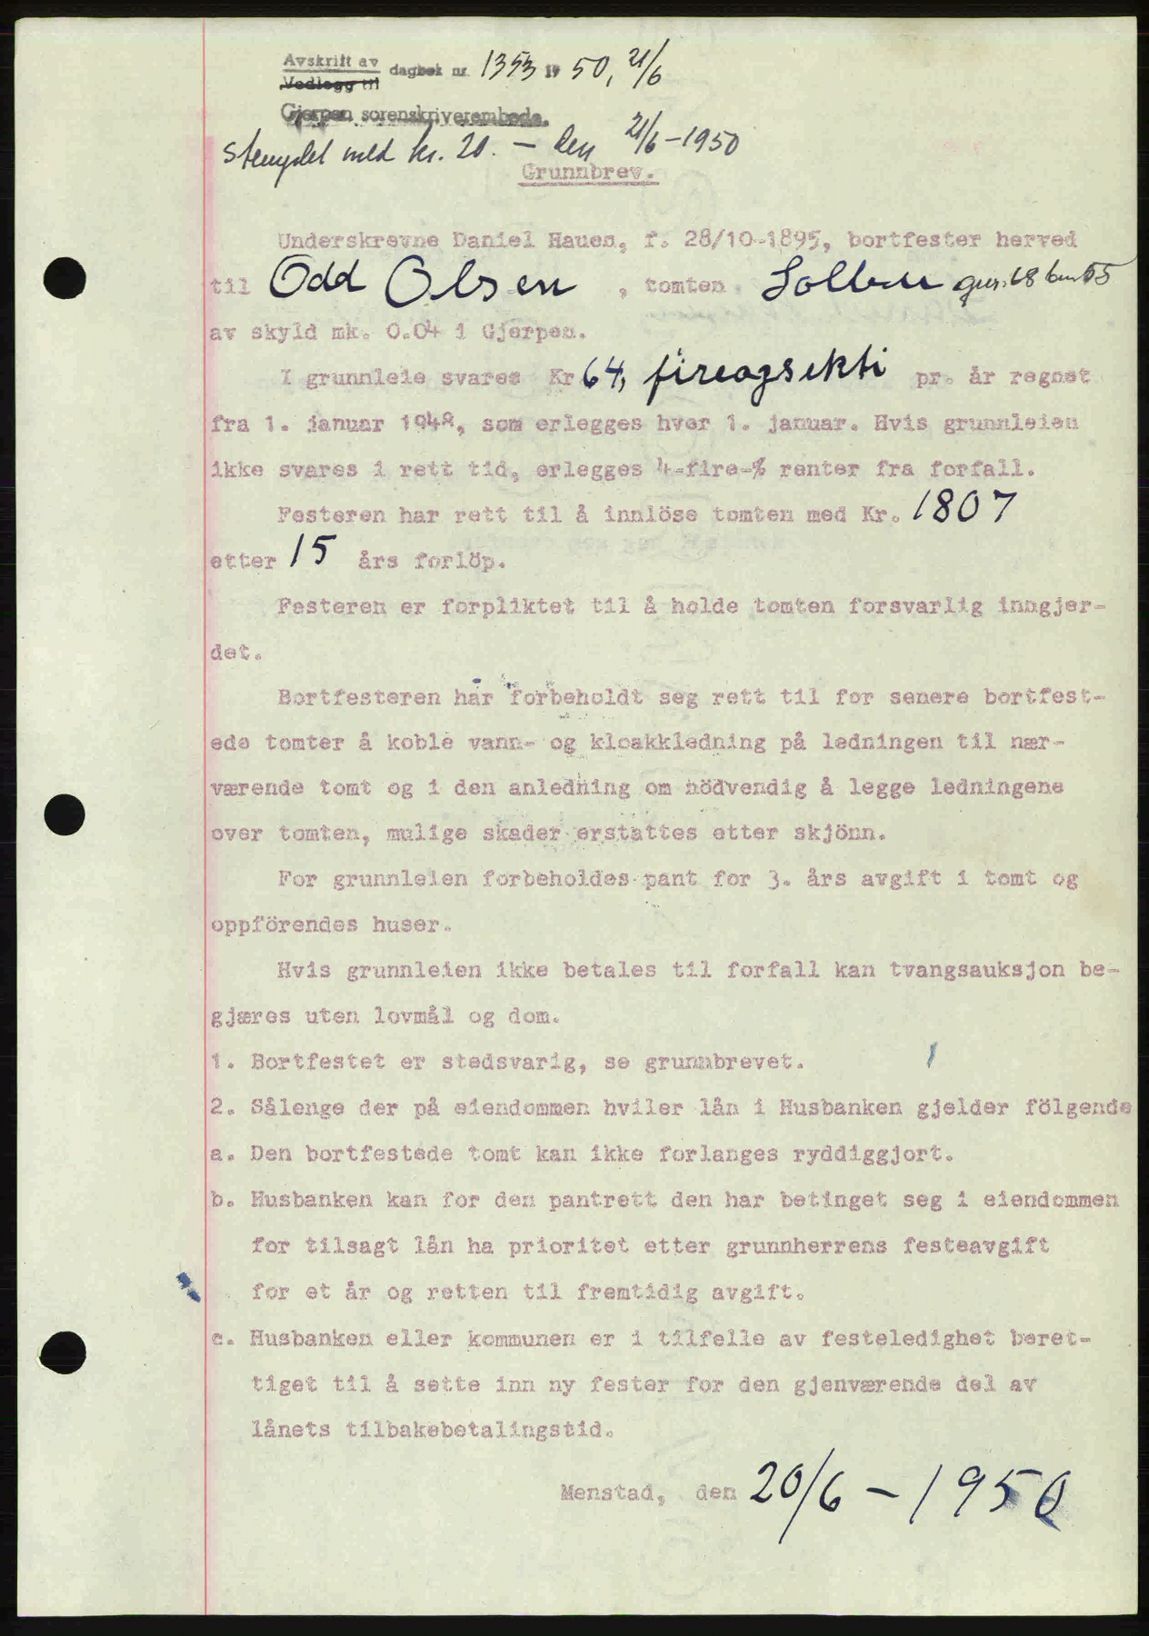 Avskrift av
Vedlegg til dagbok nr. 1353 19 50, 21/6
Gjerpen sorenskriverembede.
Stemplet med kr. 20. – den 21/6 – 1950
Grunnbrev.
Underskrevne Daniel Hauen, f. 28/10-1895, bortfester herved
til Odd Olsen, tomten Solbu gnr. 68 bnr 55
av skyld mk. 0.04 i Gjerpen.
I grunnleie svares Kr 64, fireogsekti pr. år regnet
fra 1. januar 1948, som erlegges hver 1. januar. Hvis grunnleien
ikke svares i rett tid, erlegges 4-fire-% renter fra forfall.
Festeren har rett til å innlöse tomten med Kr. 1807
etter 15 års forlöp.
Festeren er forpliktet til å holde tomten forsvarlig inngjer-
det.
Bortfesteren har forbeholdt seg rett til for senere bortfest-
ede tomter å koble vann- og kloakkledning på ledningen til nær-
værende tomt og i den anledning om nödvendig å legge ledningene
over tomten, mulige skader erstattes etter skjönn.
For grunnleien forbeholdes pant for 3. års avgift i tomt og
oppförendes huser.
Hvis grunnleien ikke betales til forfall kan tvangsauksjon be-
gjæres uten lovmål og dom.
1. Bortfestet er stedsvarig, se grunnbrevet.
2. Sålenge der på eiendommen hviler lån i Husbanken gjelder fölgende
a. Den bortfestede tomt kan ikke forlanges ryddiggjort.
b. Husbanken kan for den pantrett den har betinget seg i eiendommen
for tilsagt lån ha prioritet etter grunnherrens festeavgift
for et år og retten til fremtidig avgift.
c. Husbanken eller kommunen er i tilfelle av festeledighet beret-
tiget til å sette inn ny fester for den gjenværende del av
lånets tilbakebetalingstid.
Menstad, den 20/6 – 1950